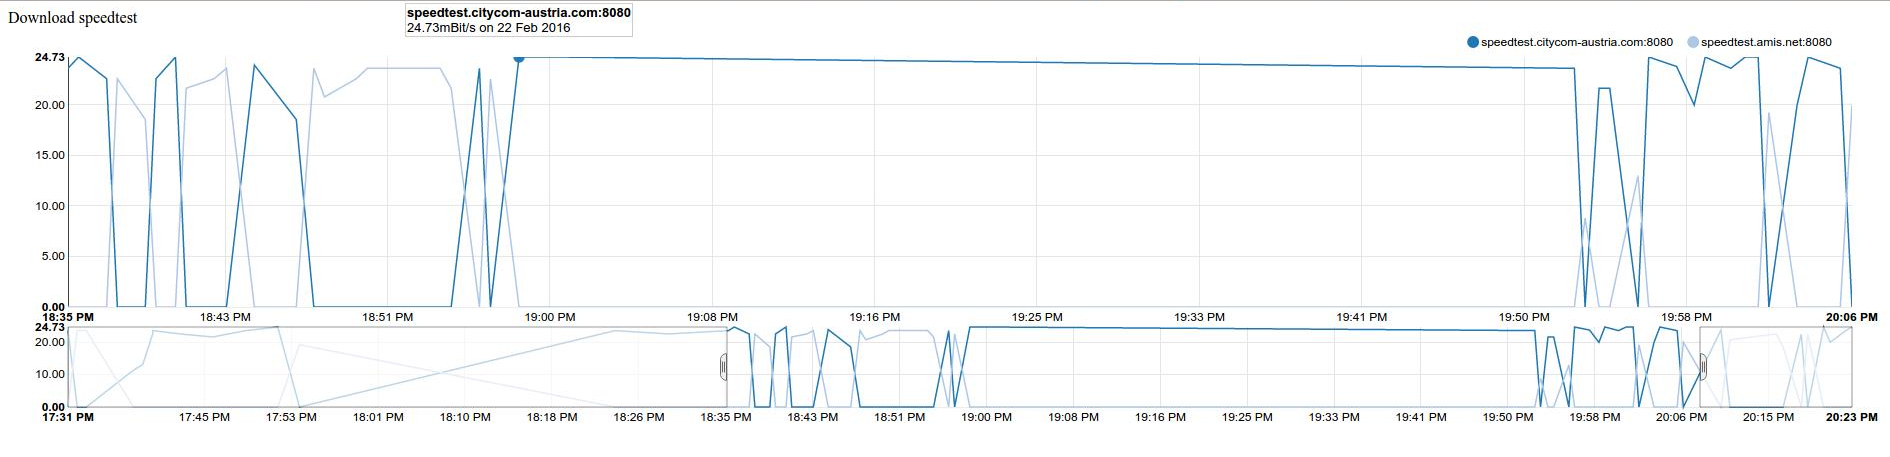 Download speedtest
speedtest.citycom-austria.com:8080
24.73mBit/s on 22 Feb 2016
speedtest.citycom-austria.com:8080 speedtest.amis.net:8080
24.73
20.00
15.00
10.00
5.00
0.00
18:35 PM 18:43 PM 18:51 PM 19:00 PM 19:08 PM 19:16 PM 19:25 PM 19:33 PM 19:41 PM 19:50 PM 19:58 PM 20:06 PM
24.73
20.00
10.00
0.00
17:31 PM 17:45 PM 17:53 PM 18:01 PM 18:10 PM 18:18 PM 18:26 PM 18:35 PM 18:43 PM 18:51 PM 19:00 PM 19:08 PM 19:16 PM 19:25 PM 19:33 PM 19:41 PM 19:50 PM 19:58 PM 20:06 PM 20:15 PM 20:23 PM